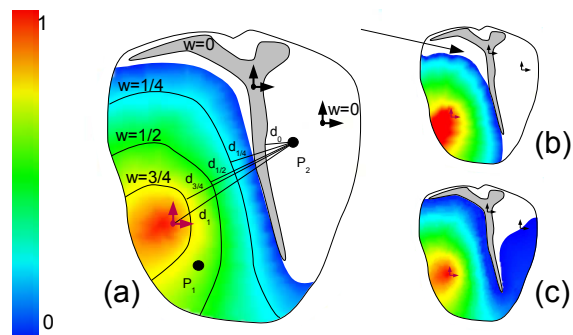 1
0
w=0
w=1/4
w=1/2
w=3/4
d₀
d₁/₄
d₁/₂
d₃/₄
d₁
w=0
P₂
P₁
(a)
(b)
(c)